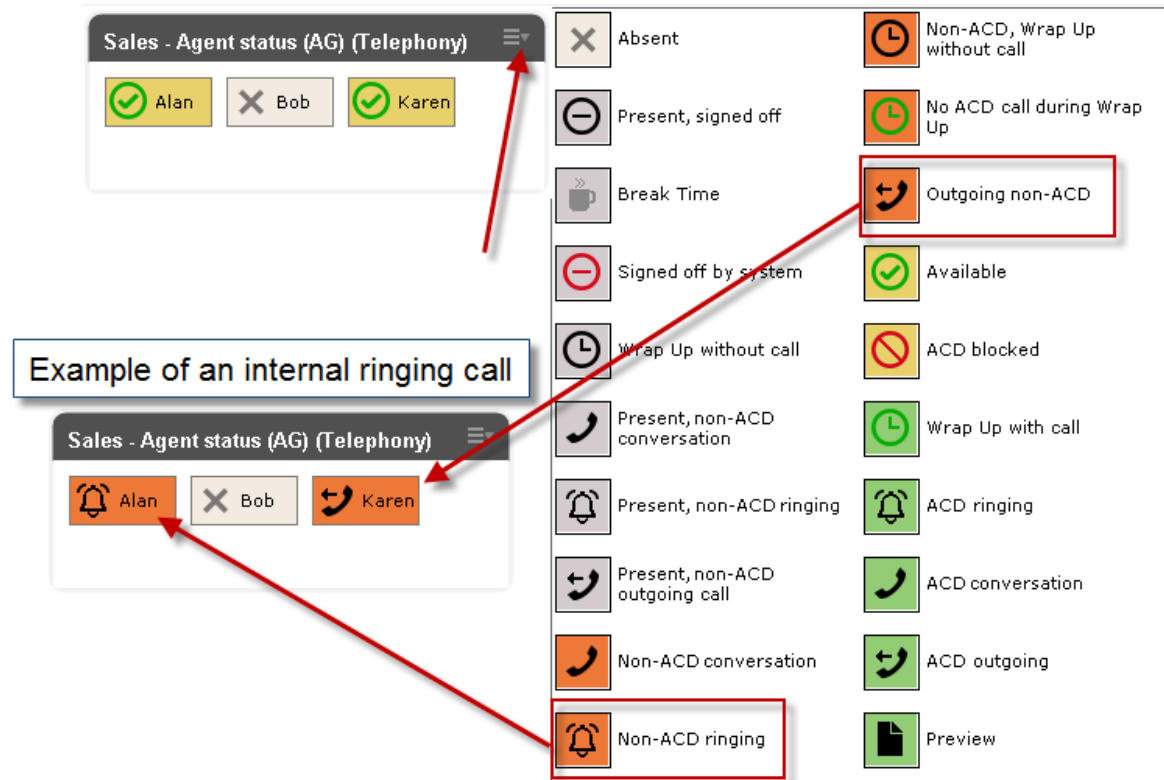 Sales - Agent status (AG) (Telephony)
Alan
Bob
Karen
Example of an internal ringing call
Sales - Agent status (AG) (Telephony)
Alan
Bob
Karen
Absent
Present, signed off
Break Time
Signed off by system
Wrap Up without call
Present, non-ACD
conversation
Present, non-ACD ringing
Present, non-ACD
outgoing call
Non-ACD conversation
Non-ACD ringing
Non-ACD, Wrap Up
without call
No ACD call during Wrap
Up
Outgoing non-ACD
Available
ACD blocked
Wrap Up with call
ACD ringing
ACD conversation
ACD outgoing
Preview